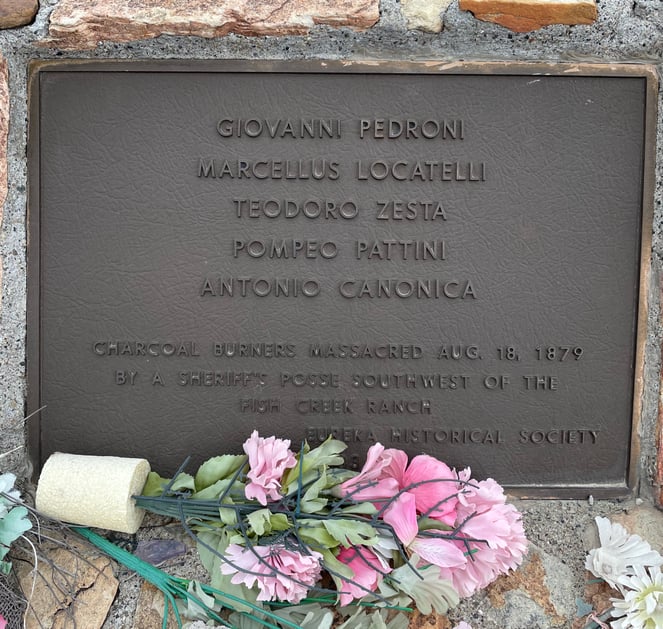 GIOVANNI PEDRONI
MARCELLUS LOCATELLI
TEODORO ZESTA
POMPEO PATTINI
ANTONIO CANONICA
CHARCOAL BURNERS MASSACRED AUG. 18, 1879
BY A SHERIFF'S POSSE SOUTHWEST OF THE
FISH CREEK RANCH
EUREKA HISTORICAL SOCIETY